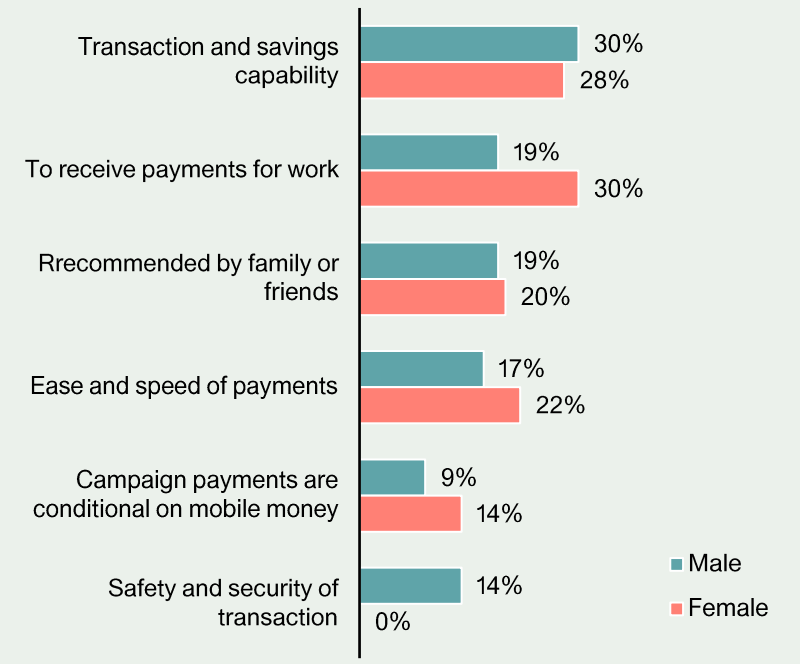 Transaction and savings
capability
30%
28%
To receive payments for work
19%
30%
Rrecommended by family or
friends
19%
20%
Ease and speed of payments
17%
22%
Campaign payments are
conditional on mobile money
9%
14%
Safety and security of
transaction
14%
0%
Male
Female